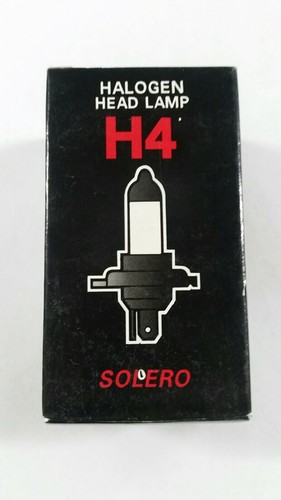 HALOGEN
HEAD LAMP
H4
SOLERO